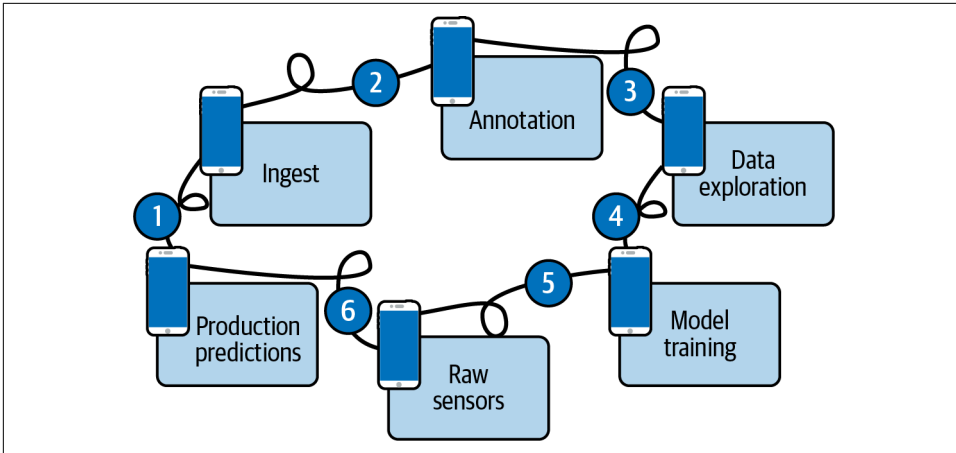 2
3
Annotation
Ingest
Data
exploration
1
4
5
6
Production
predictions
Model
training
Raw
sensors